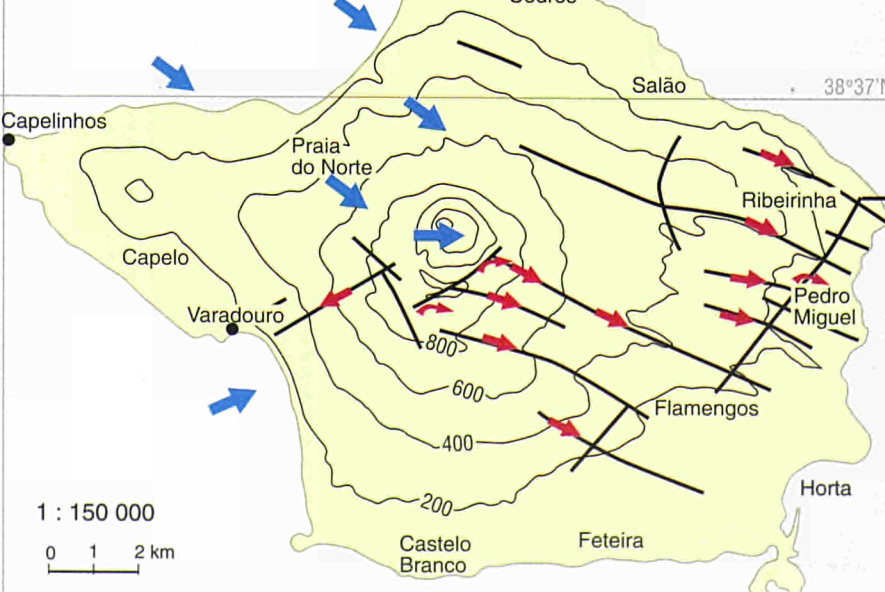 Salão
38°37'N
Capelinhos
Praia
do Norte
Ribeirinha
Capelo
Pedro
Miguel
Varadouro
800
600
Flamengos
400
200
Horta
1 : 150 000
0 1 2 km
Castelo
Branco
Feteira